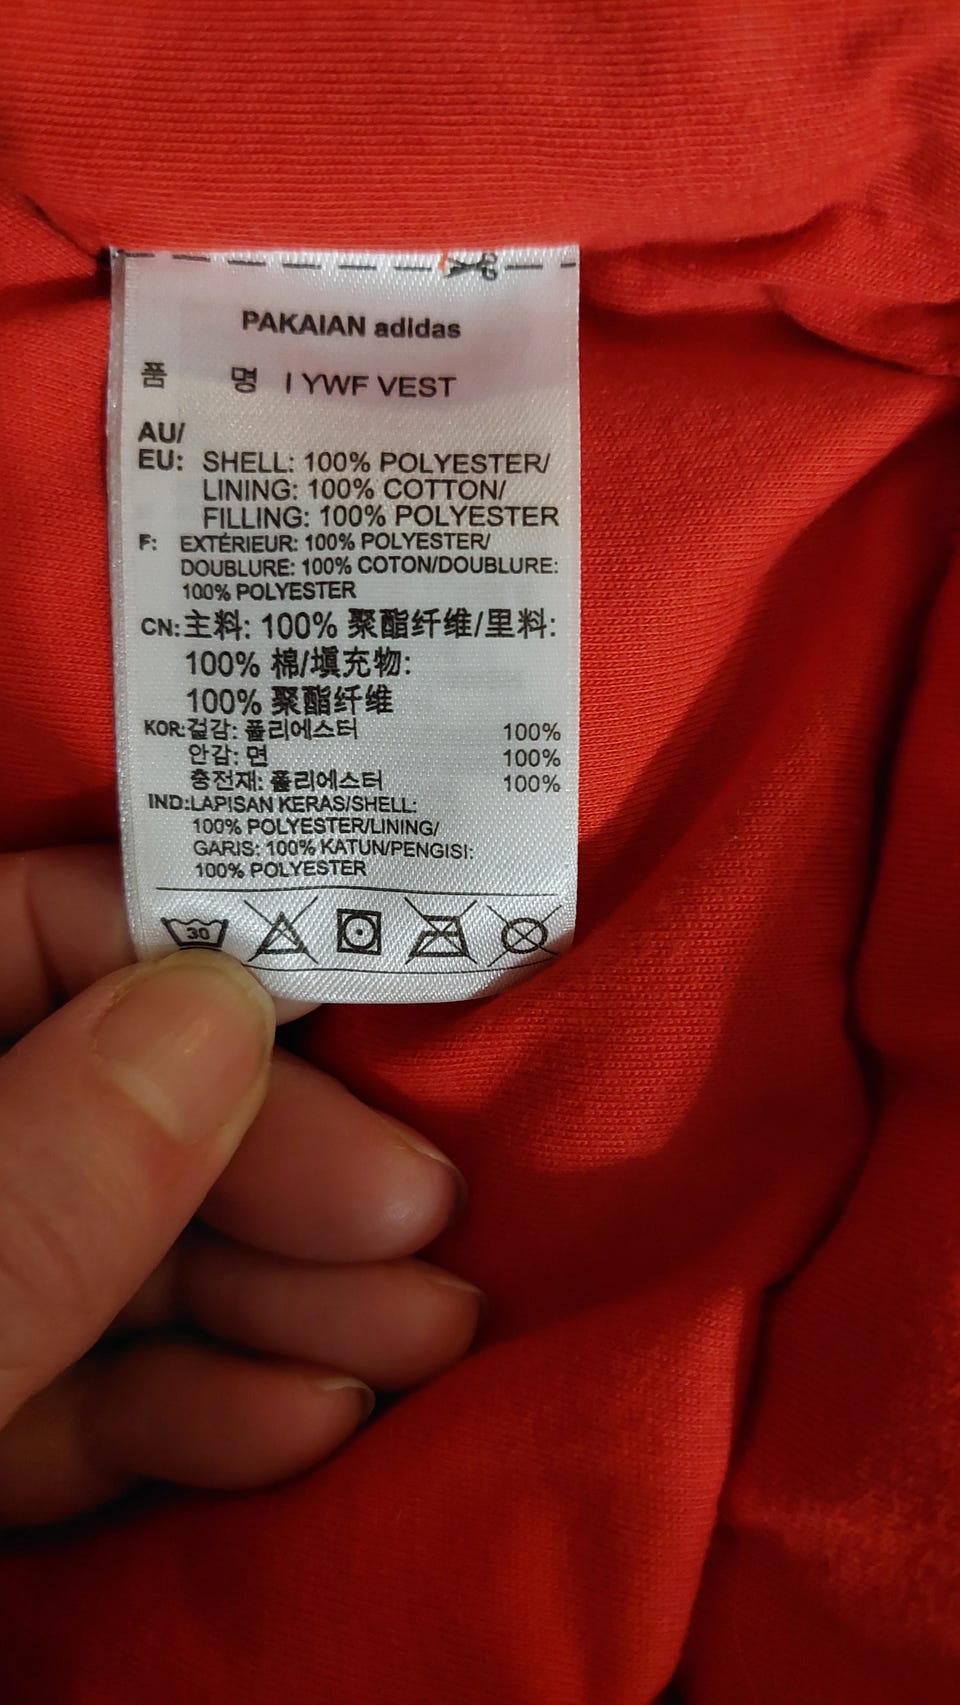 PAKAIAN adidas
품 명 I YWF VEST
AU/
EU: SHELL: 100% POLYESTER/
LINING: 100% COTTON/
FILLING: 100% POLYESTER
F: EXTÉRIEUR: 100% POLYESTER/
DOUBLURE: 100% COTON/DOUBLURE:
100% POLYESTER
CN: 主料: 100% 聚酯纤维/里料:
100% 棉/填充物:
100% 聚酯纤维
KOR: 겉감: 폴리에스터 100%
안감: 면 100%
충전재: 폴리에스터 100%
IND: LAPISAN KERAS/SHELL:
100% POLYESTER/LINING/
GARIS: 100% KATUN/PENGISI:
100% POLYESTER
30